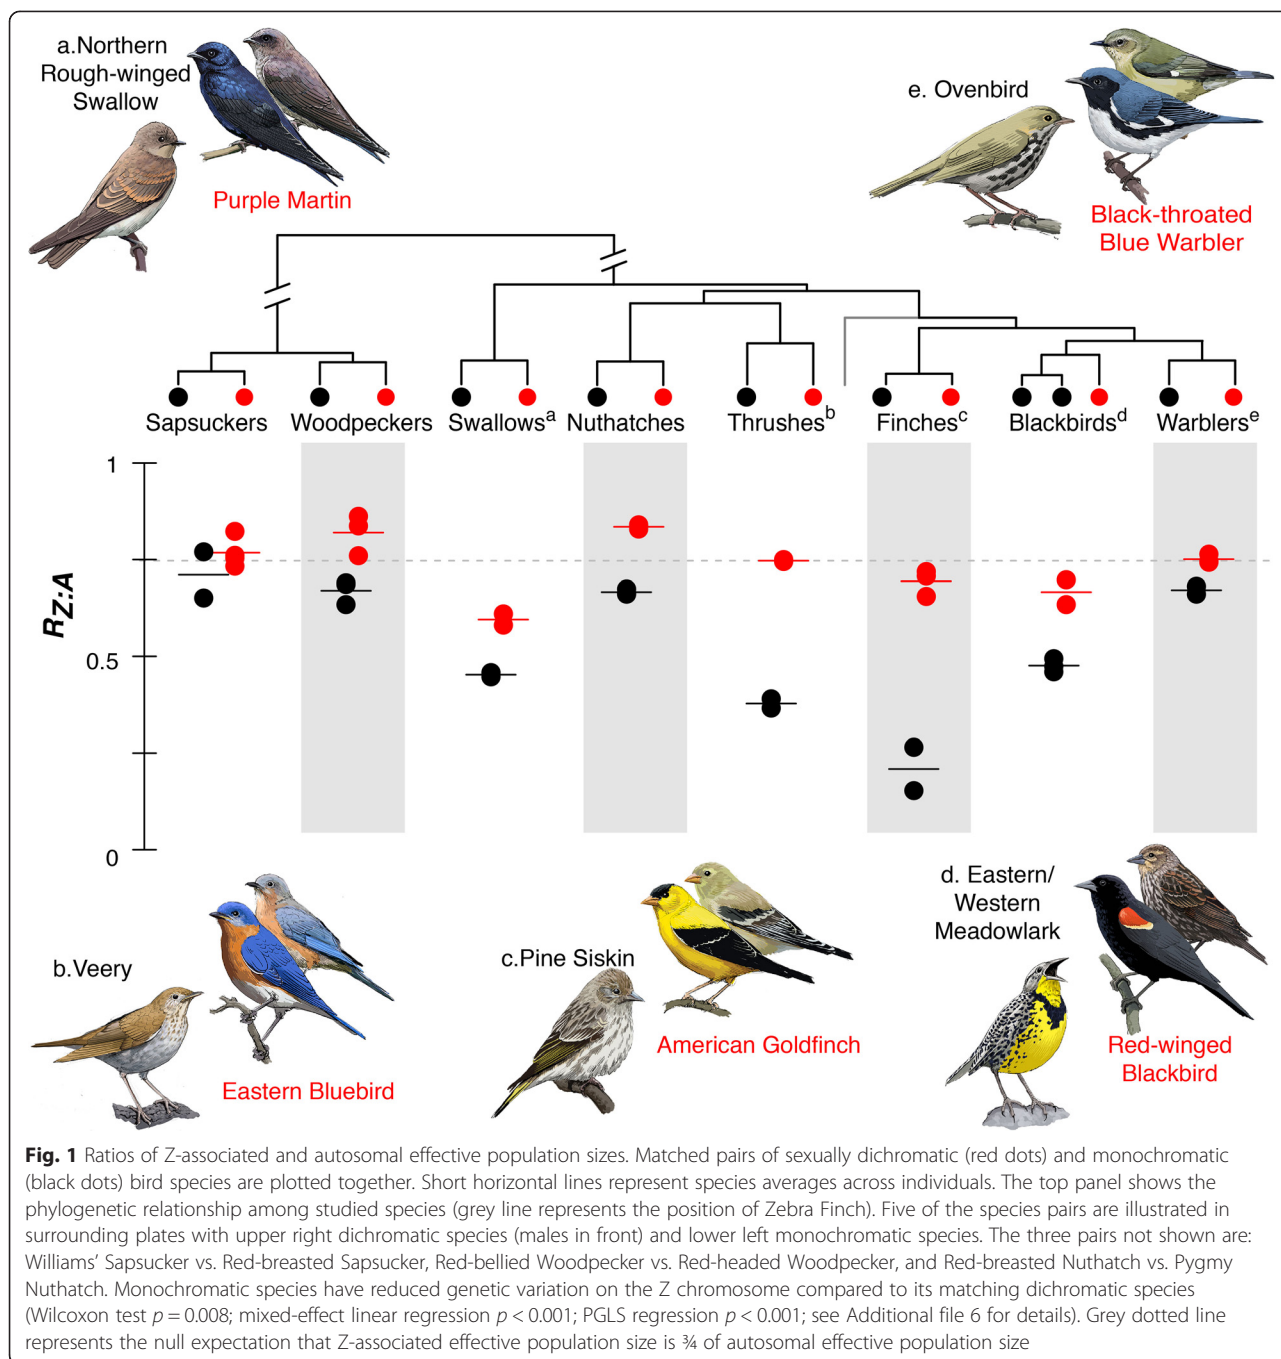 a.Northern
Rough-winged
Swallow
Purple Martin
e. Ovenbird
Black-throated
Blue Warbler
Sapsuckers Woodpeckers Swallowsa Nuthatches Thrushesb Finchesc Blackbirdsd Warblerse
1
0.5
0
RZ:A
b.Veery
Eastern Bluebird
c.Pine Siskin
American Goldfinch
d. Eastern/
Western
Meadowlark
Red-winged
Blackbird
Fig. 1 Ratios of Z-associated and autosomal effective population sizes. Matched pairs of sexually dichromatic (red dots) and monochromatic
(black dots) bird species are plotted together. Short horizontal lines represent species averages across individuals. The top panel shows the
phylogenetic relationship among studied species (grey line represents the position of Zebra Finch). Five of the species pairs are illustrated in
surrounding plates with upper right dichromatic species (males in front) and lower left monochromatic species. The three pairs not shown are:
Williams’ Sapsucker vs. Red-breasted Sapsucker, Red-bellied Woodpecker vs. Red-headed Woodpecker, and Red-breasted Nuthatch vs. Pygmy
Nuthatch. Monochromatic species have reduced genetic variation on the Z chromosome compared to its matching dichromatic species
(Wilcoxon test p = 0.008; mixed-effect linear regression p < 0.001; PGLS regression p < 0.001; see Additional file 6 for details). Grey dotted line
represents the null expectation that Z-associated effective population size is ¾ of autosomal effective population size